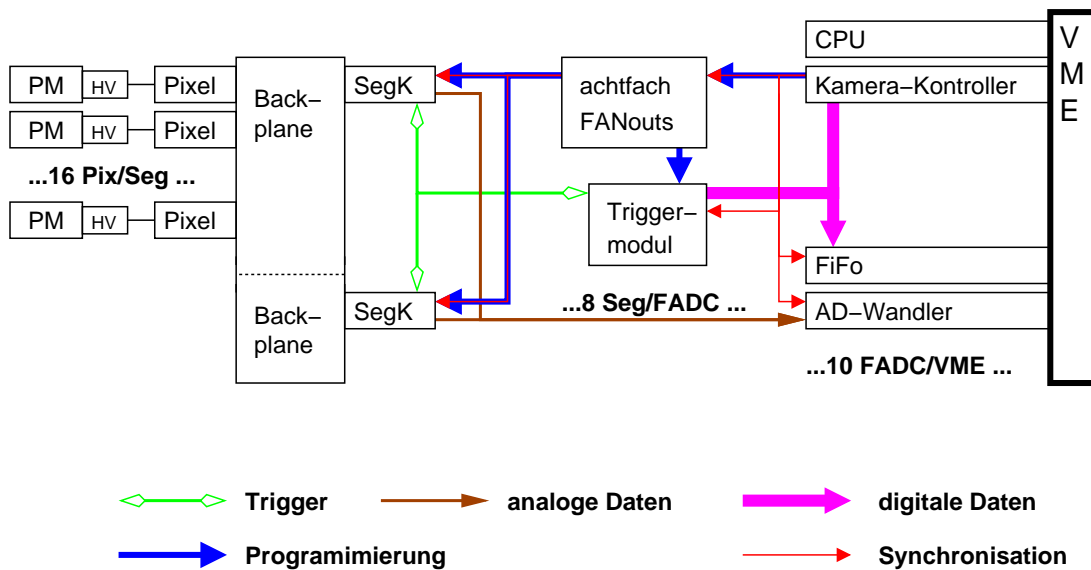 CPU
V
M
E
PM
HV
Pixel
Back–
plane
SegK
achtfach
FANouts
Kamera–Kontroller
PM
HV
Pixel
...16 Pix/Seg ...
PM
HV
Pixel
Trigger–
modul
FiFo
Back–
plane
SegK
...8 Seg/FADC ...
AD–Wandler
...10 FADC/VME ...
Trigger
analoge Daten
digitale Daten
Programimierung
Synchronisation